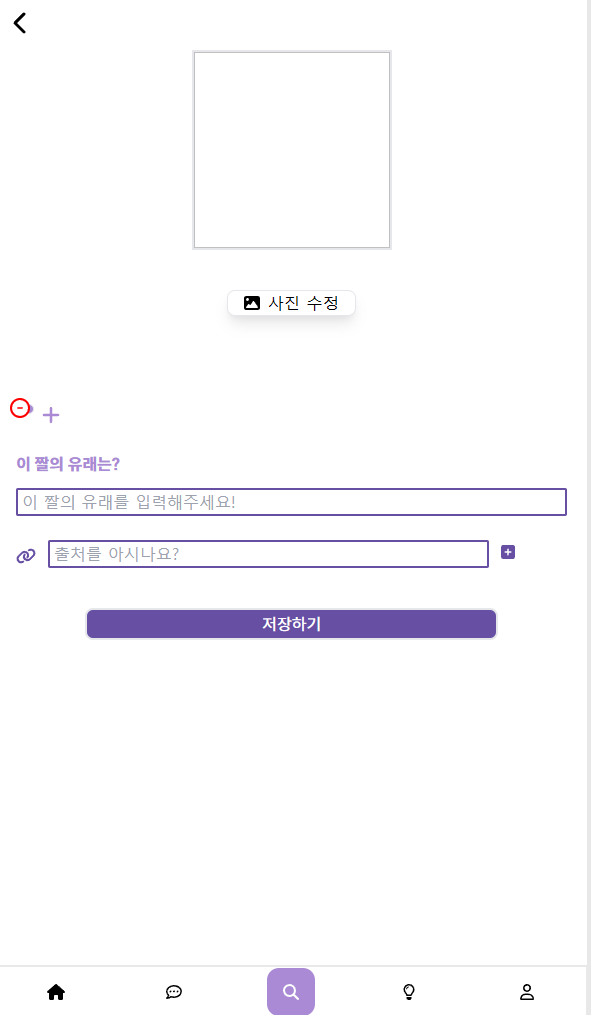 사진 수정
이 짤의 유래는?
이 짤의 유래를 입력해주세요!
출처를 아시나요?
저장하기